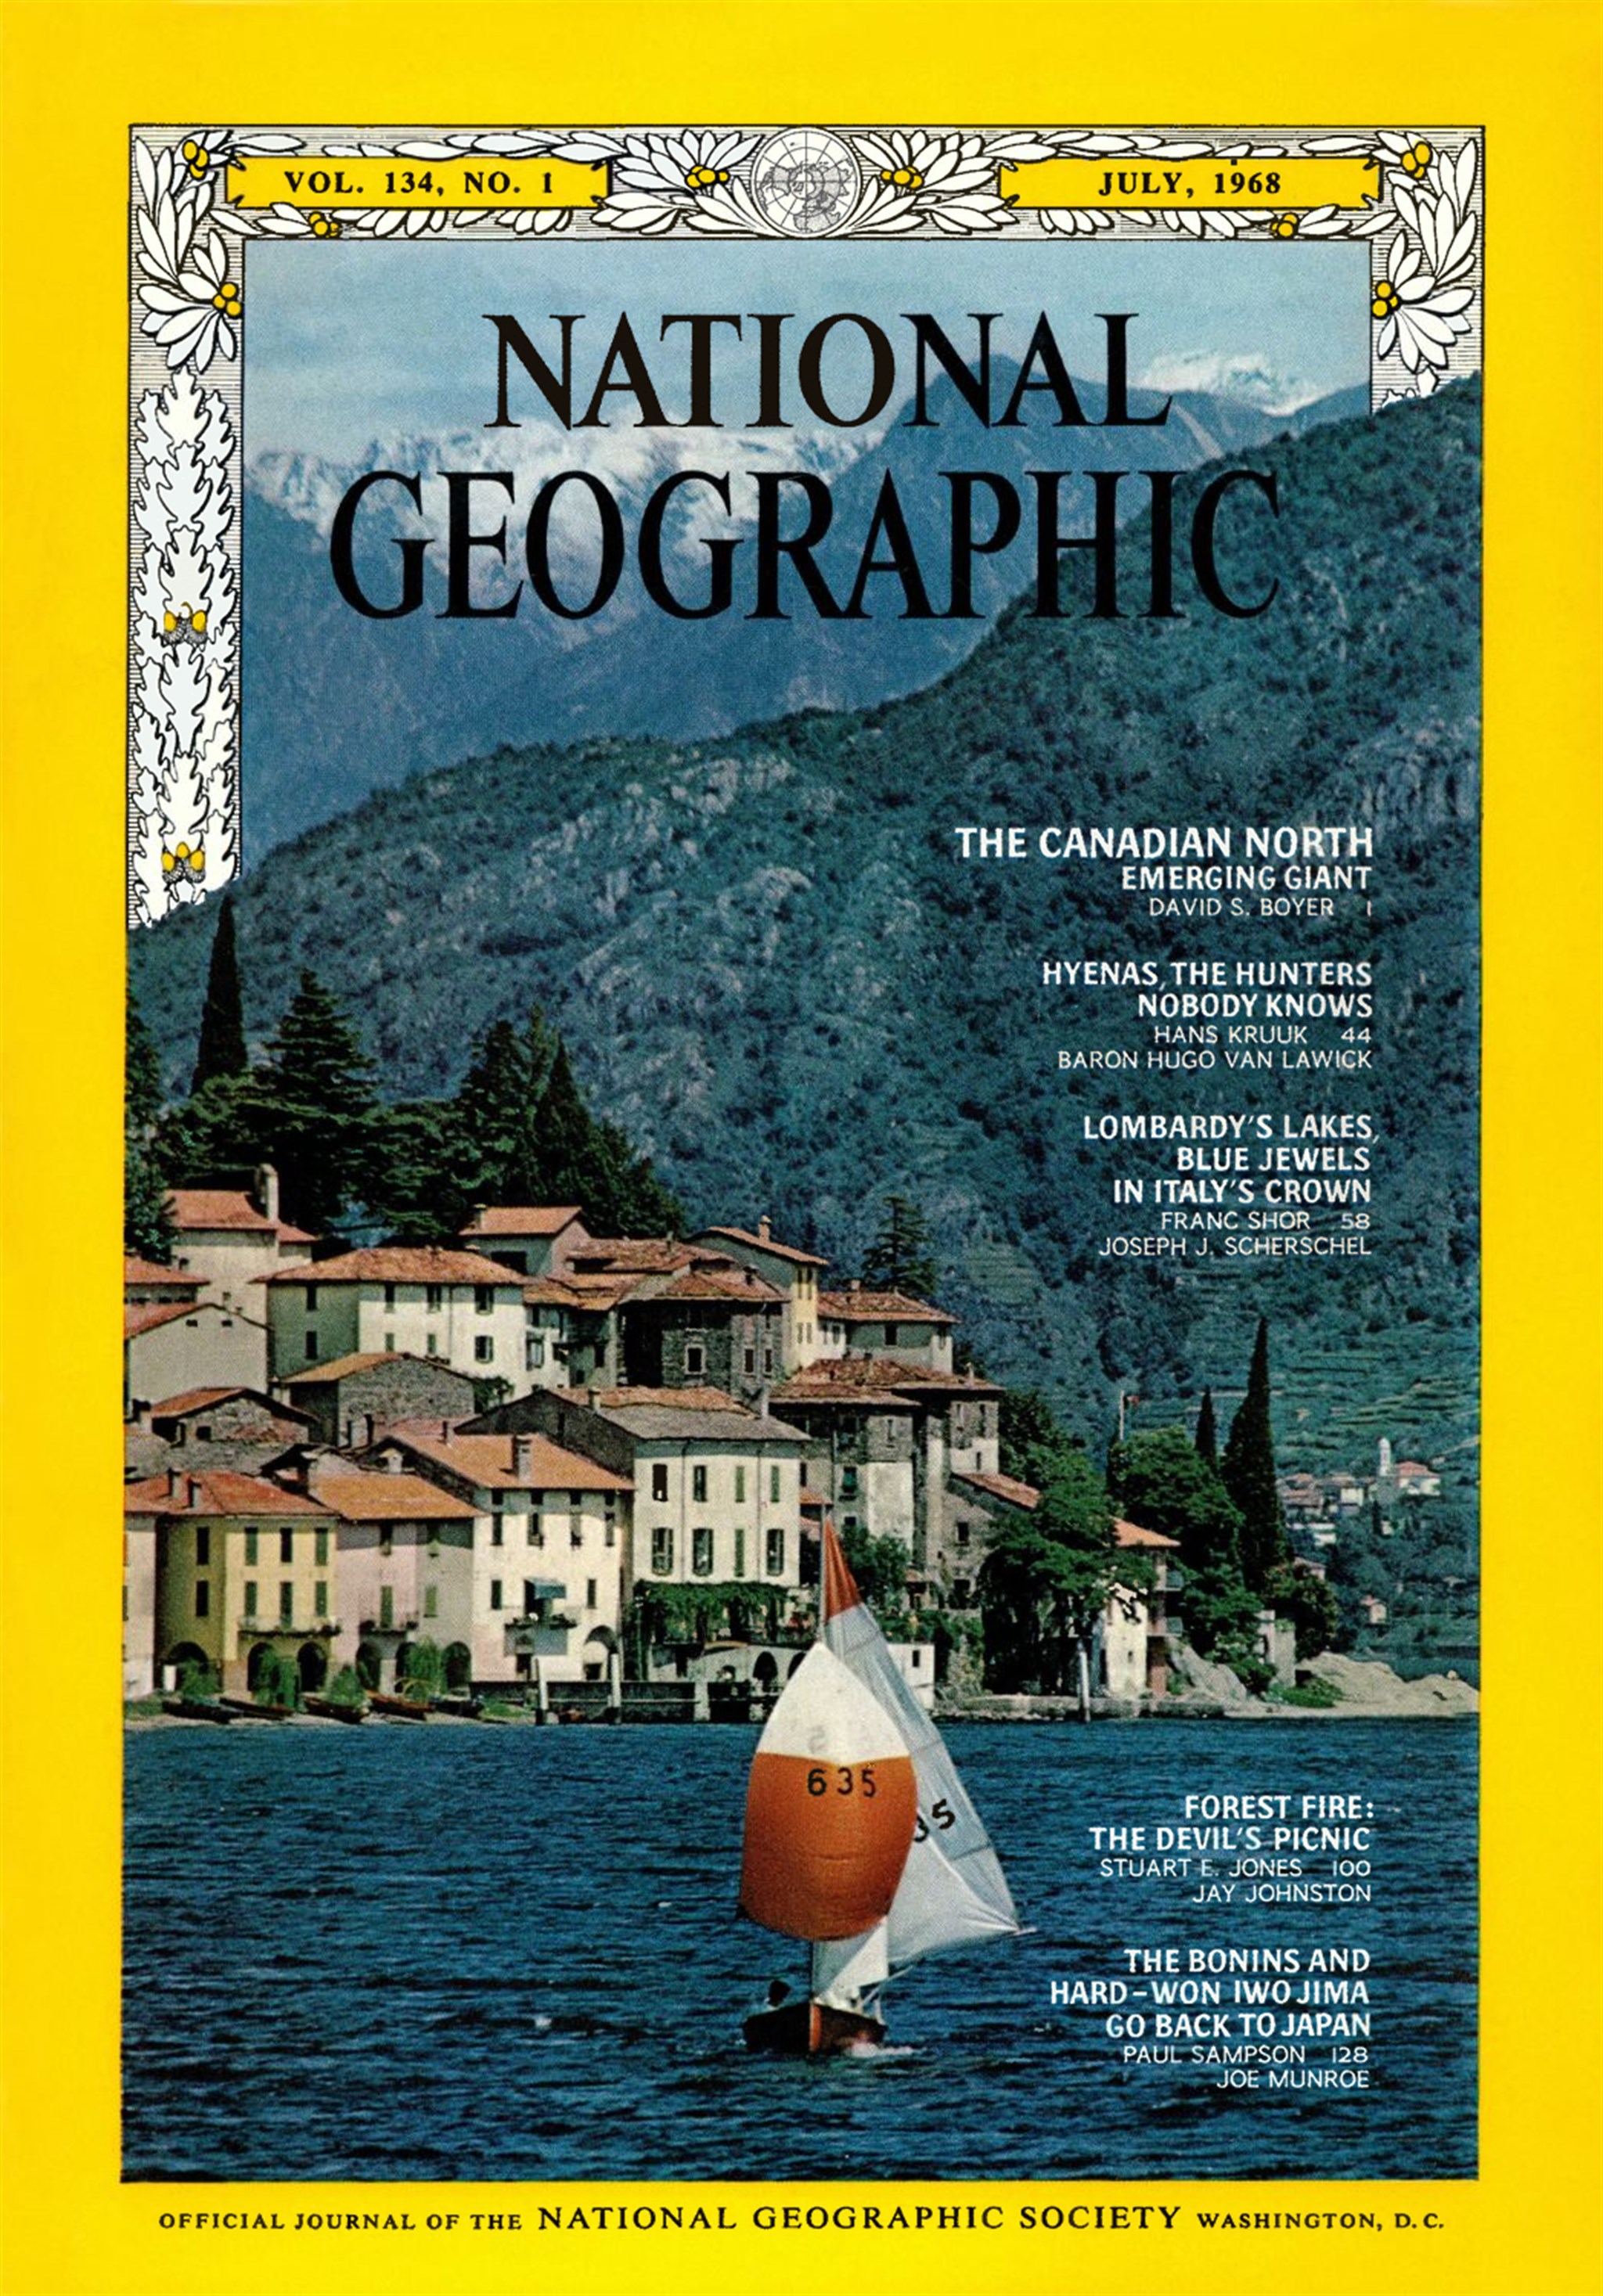 VOL. 134, NO. 1
JULY, 1968
NATIONAL
GEOGRAPHIC
THE CANADIAN NORTH
EMERGING GIANT
DAVID S. BOYER 1
HYENAS, THE HUNTERS
NOBODY KNOWS
HANS KRUUK 44
BARON HUGO VAN LAWICK
LOMBARDY'S LAKES,
BLUE JEWELS
IN ITALY'S CROWN
FRANC SHOR 58
JOSEPH J. SCHERSCHEL
635
35
FOREST FIRE:
THE DEVIL'S PICNIC
STUART E. JONES 100
JAY JOHNSTON
THE BONINS AND
HARD-WON IWO JIMA
GO BACK TO JAPAN
PAUL SAMPSON 128
JOE MUNROE
OFFICIAL JOURNAL OF THE NATIONAL GEOGRAPHIC SOCIETY WASHINGTON, D.C.